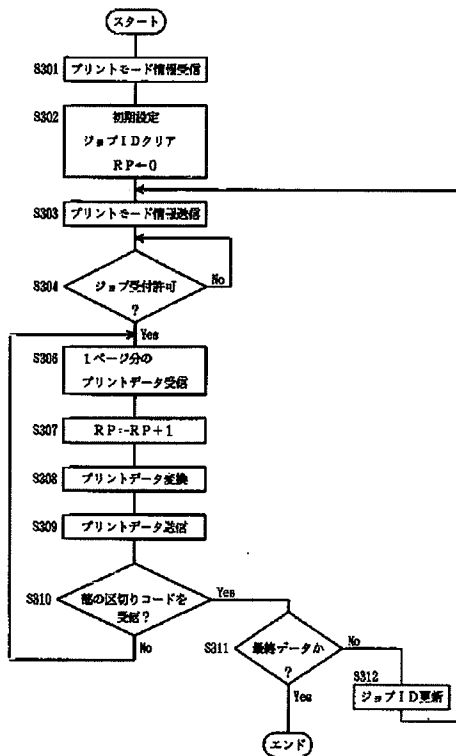 スタート
S301
プリントモード情報受信
S302
初期設定
ジョブIDクリア
RP←0
S303
プリントモード情報送信
S304
ジョブ受付許可
?
No
Yes
S306
1ページ分の
プリントデータ受信
S307
RP=RP+1
S308
プリントデータ変換
S309
プリントデータ送信
S310
部の区切りコードを
受信?
Yes
No
S311
最終データか
?
No
Yes
S312
ジョブID更新
エンド